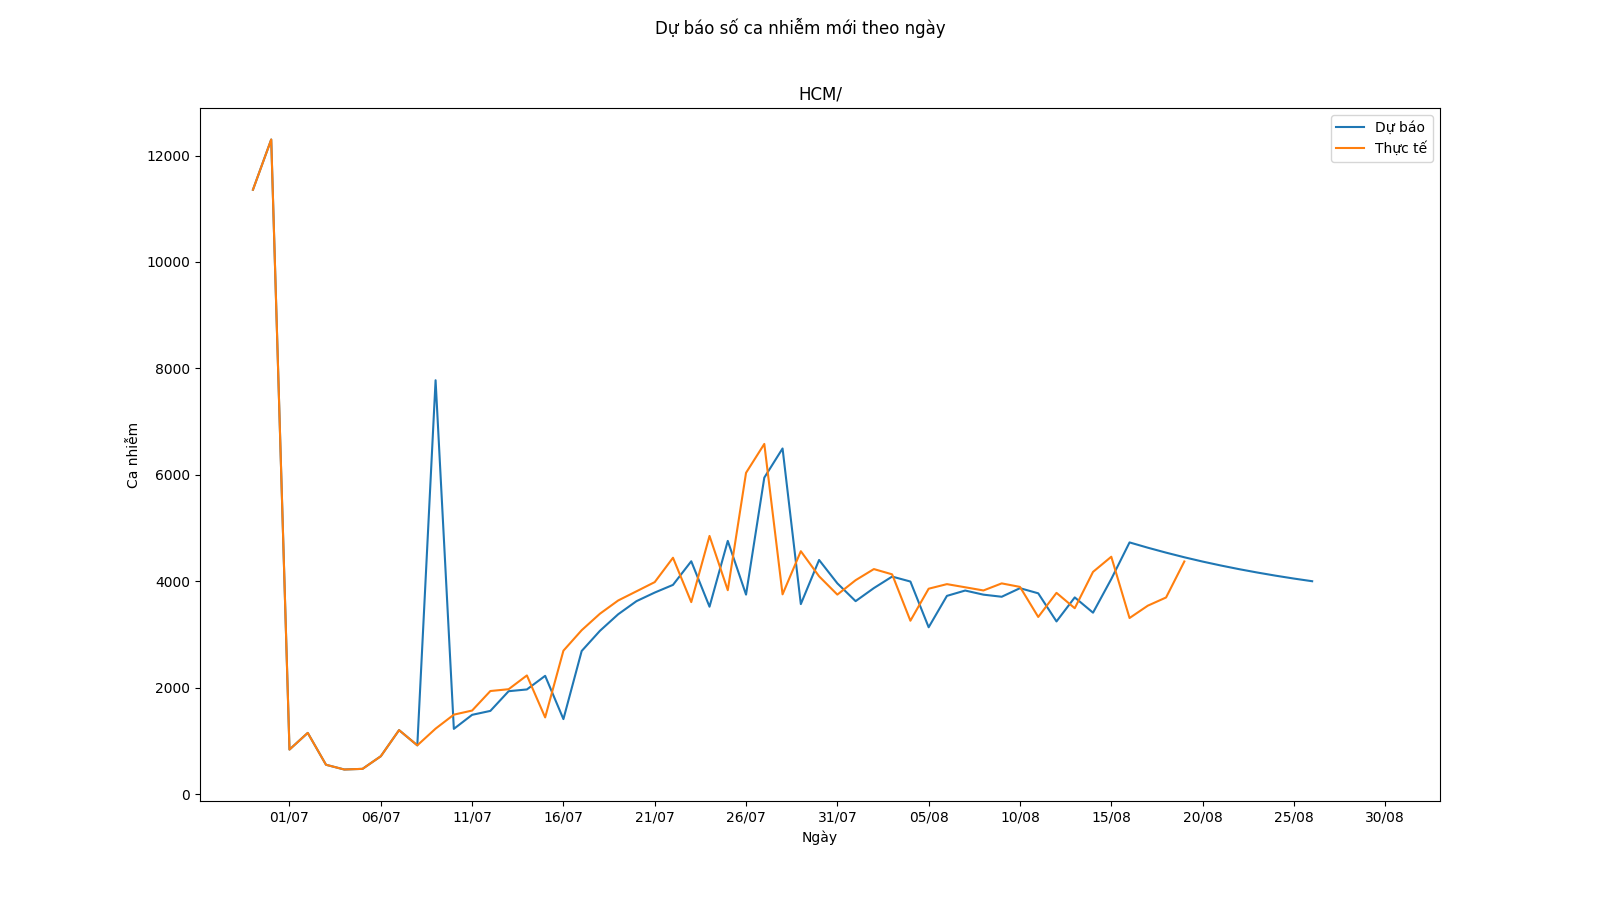 Dự báo số ca nhiễm mới theo ngày
HCM/
Dự báo
Thực tế
12000
10000
8000
6000
4000
2000
0
Ca nhiễm
01/07 06/07 11/07 16/07 21/07 26/07 31/07 05/08 10/08 15/08 20/08 25/08 30/08
Ngày